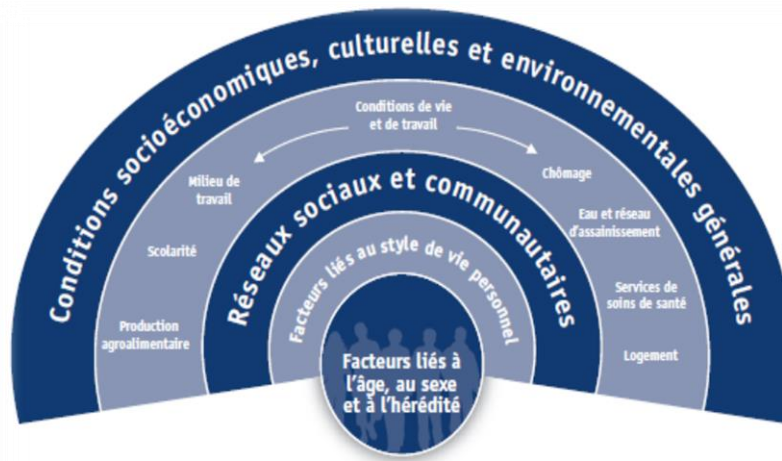 Conditions socioéconomiques, culturelles et environnementales générales
Conditions de vie
et de travail
Milieu de
travail
Scolarité
Production
agroalimentaire
Chômage
Eau et réseau
d'assainissement
Services de
soins de santé
Logement
Réseaux sociaux et communautaires
Facteurs liés au style de vie personnel
Facteurs liés à
l'âge, au sexe
et à l'hérédité